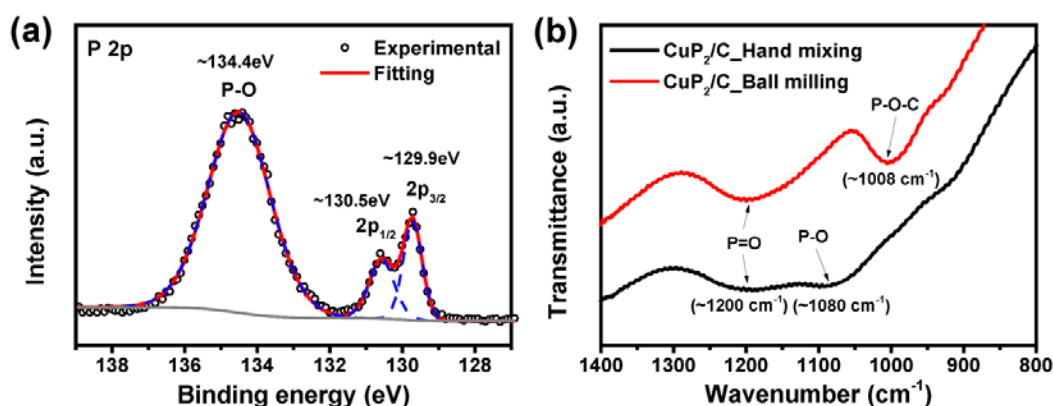 (a)
P 2p
Experimental
Fitting
~134.4eV
P-O
~129.9eV
2p3/2
~130.5eV
2p1/2
Intensity (a.u.)
138 136 134 132 130 128
Binding energy (eV)
(b)
CuP2/C_Hand mixing
CuP2/C_Ball milling
P-O-C
(~1008 cm-1)
P=O
P-O
(~1200 cm-1) (~1080 cm-1)
Transmittance (a.u.)
1400 1300 1200 1100 1000 900 800
Wavenumber (cm-1)